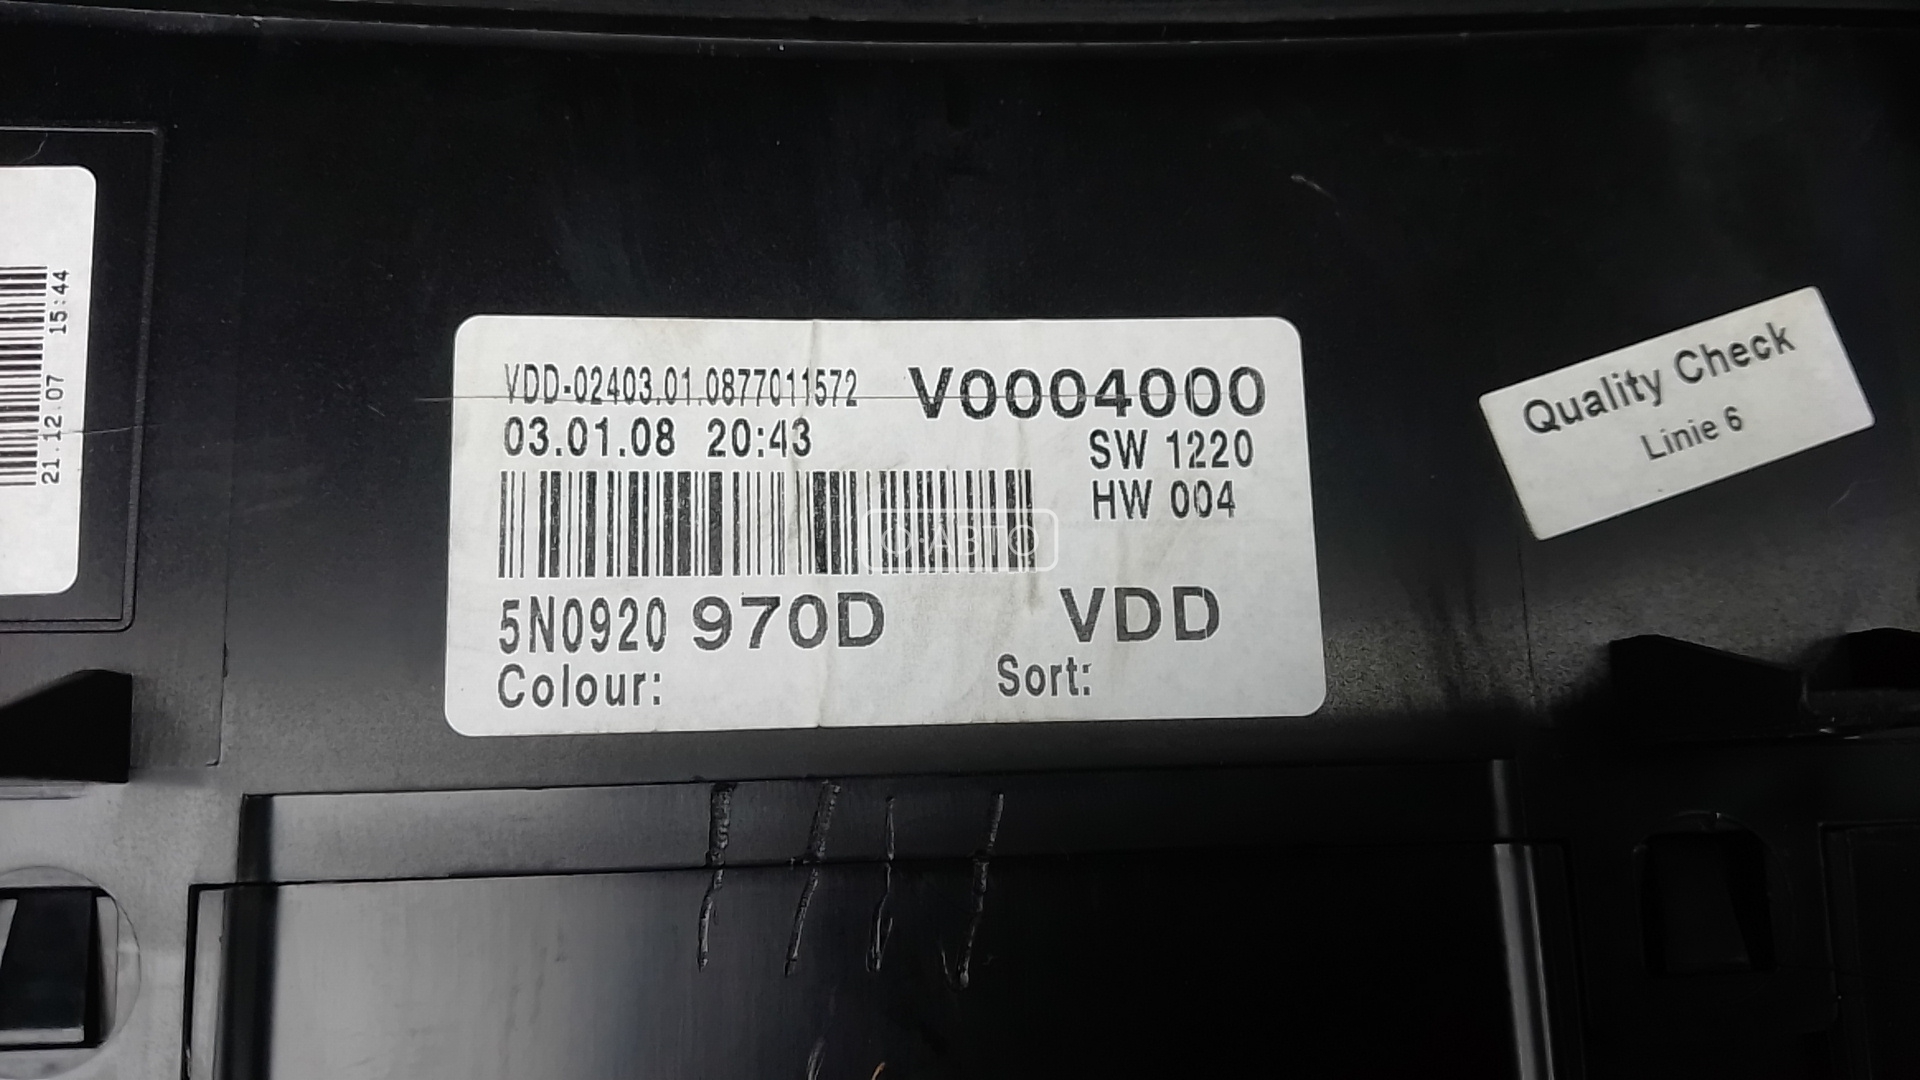 21.12.07 15:44
VDD-02403.01.0877011572 V0004000
03.01.08 20:43 SW 1220
HW 004
О·АВТО
5N0920 970D VDD
Colour: Sort:
Quality Check
Linie 6